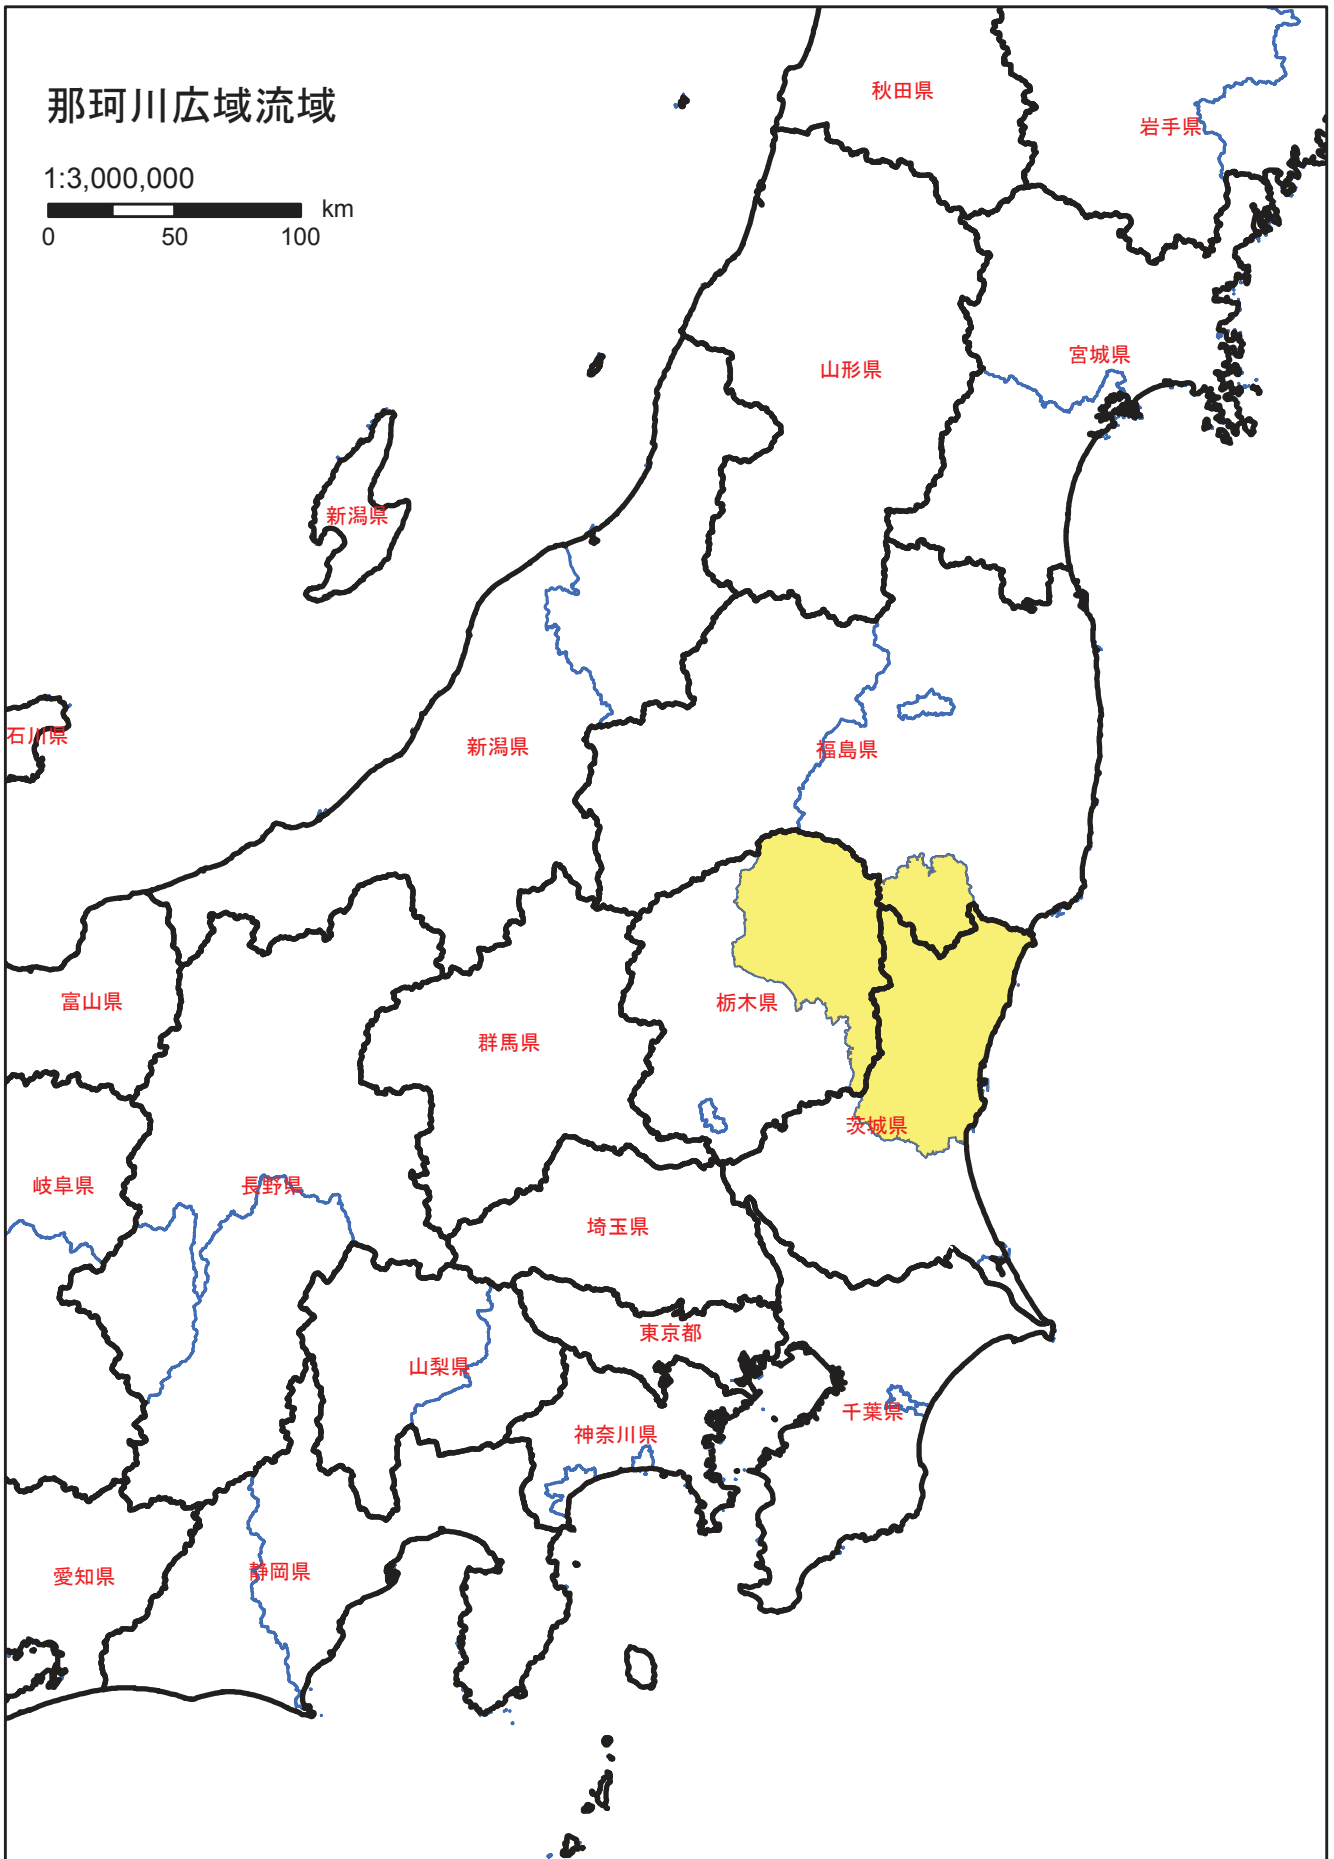 那珂川広域流域
1:3,000,000
km
0 50 100
秋田県
岩手県
宮城県
山形県
新潟県
石川県
新潟県
福島県
富山県
栃木県
群馬県
茨城県
岐阜県
長野県
埼玉県
東京都
山梨県
千葉県
神奈川県
愛知県
静岡県